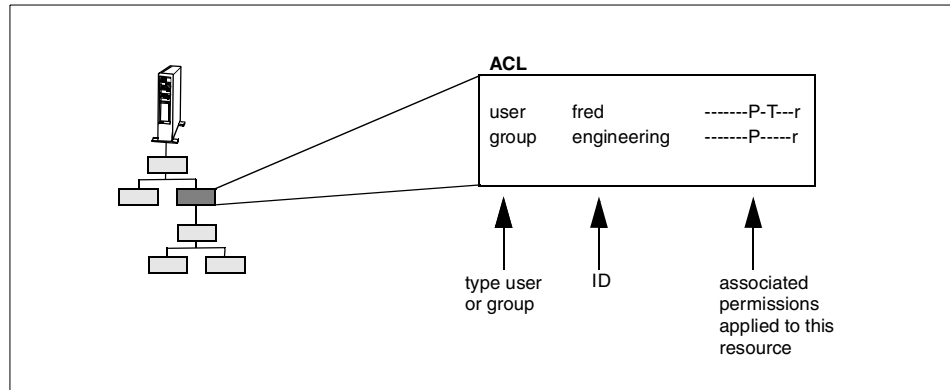 ACL
user fred -------P-T---r
group engineering -------P-----r
type user
or group
ID
associated
permissions
applied to this
resource